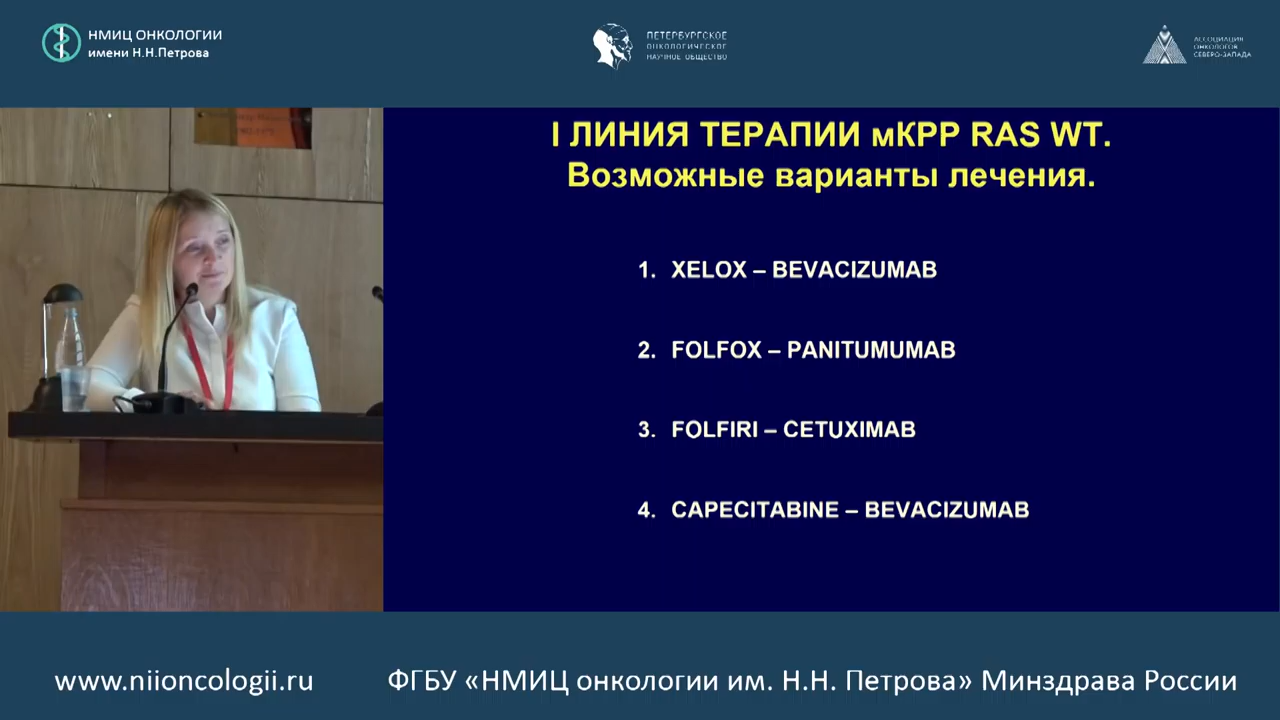 НМИЦ ОНКОЛОГИИ
имени Н.Н.Петрова
ПЕТЕРБУРГСКОЕ
ОНКОЛОГИЧЕСКОЕ
НАУЧНОЕ ОБЩЕСТВО
АССОЦИАЦИЯ
ОНКОЛОГОВ
СЕВЕРО-ЗАПАДА
I ЛИНИЯ ТЕРАПИИ мКРР RAS WT.
Возможные варианты лечения.
1. XELOX – BEVACIZUMAB
2. FOLFOX – PANITUMUMAB
3. FOLFIRI – CETUXIMAB
4. CAPECITABINE – BEVACIZUMAB
www.niioncologii.ru
ФГБУ «НМИЦ онкологии им. Н.Н. Петрова» Минздрава России